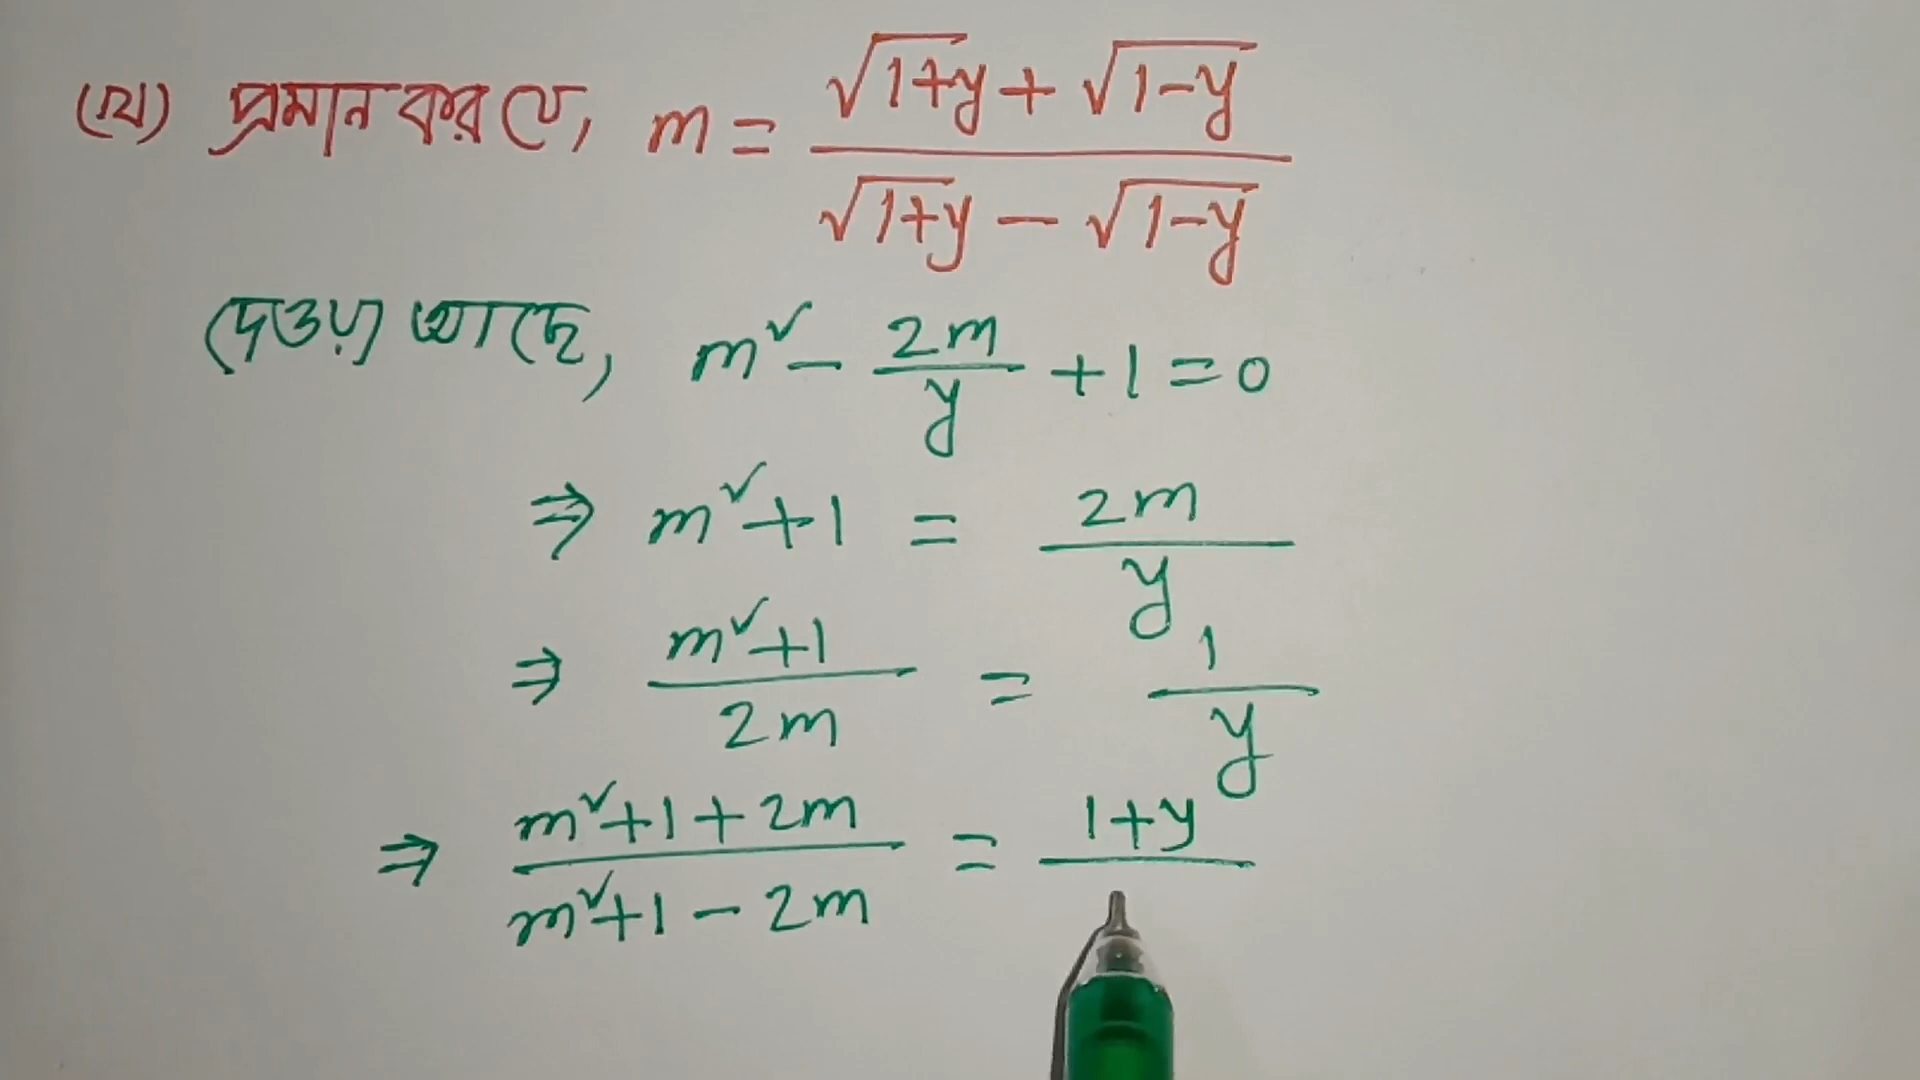 (খ) প্রমান কর যে, m = (√1+y + √1-y) / (√1+y - √1-y)
দেওয়া আছে, m² - 2m/y + 1 = 0
⇒ m² + 1 = 2m/y
⇒ (m² + 1)/2m = 1/y
⇒ (m² + 1 + 2m)/(m² + 1 - 2m) = 1+y/